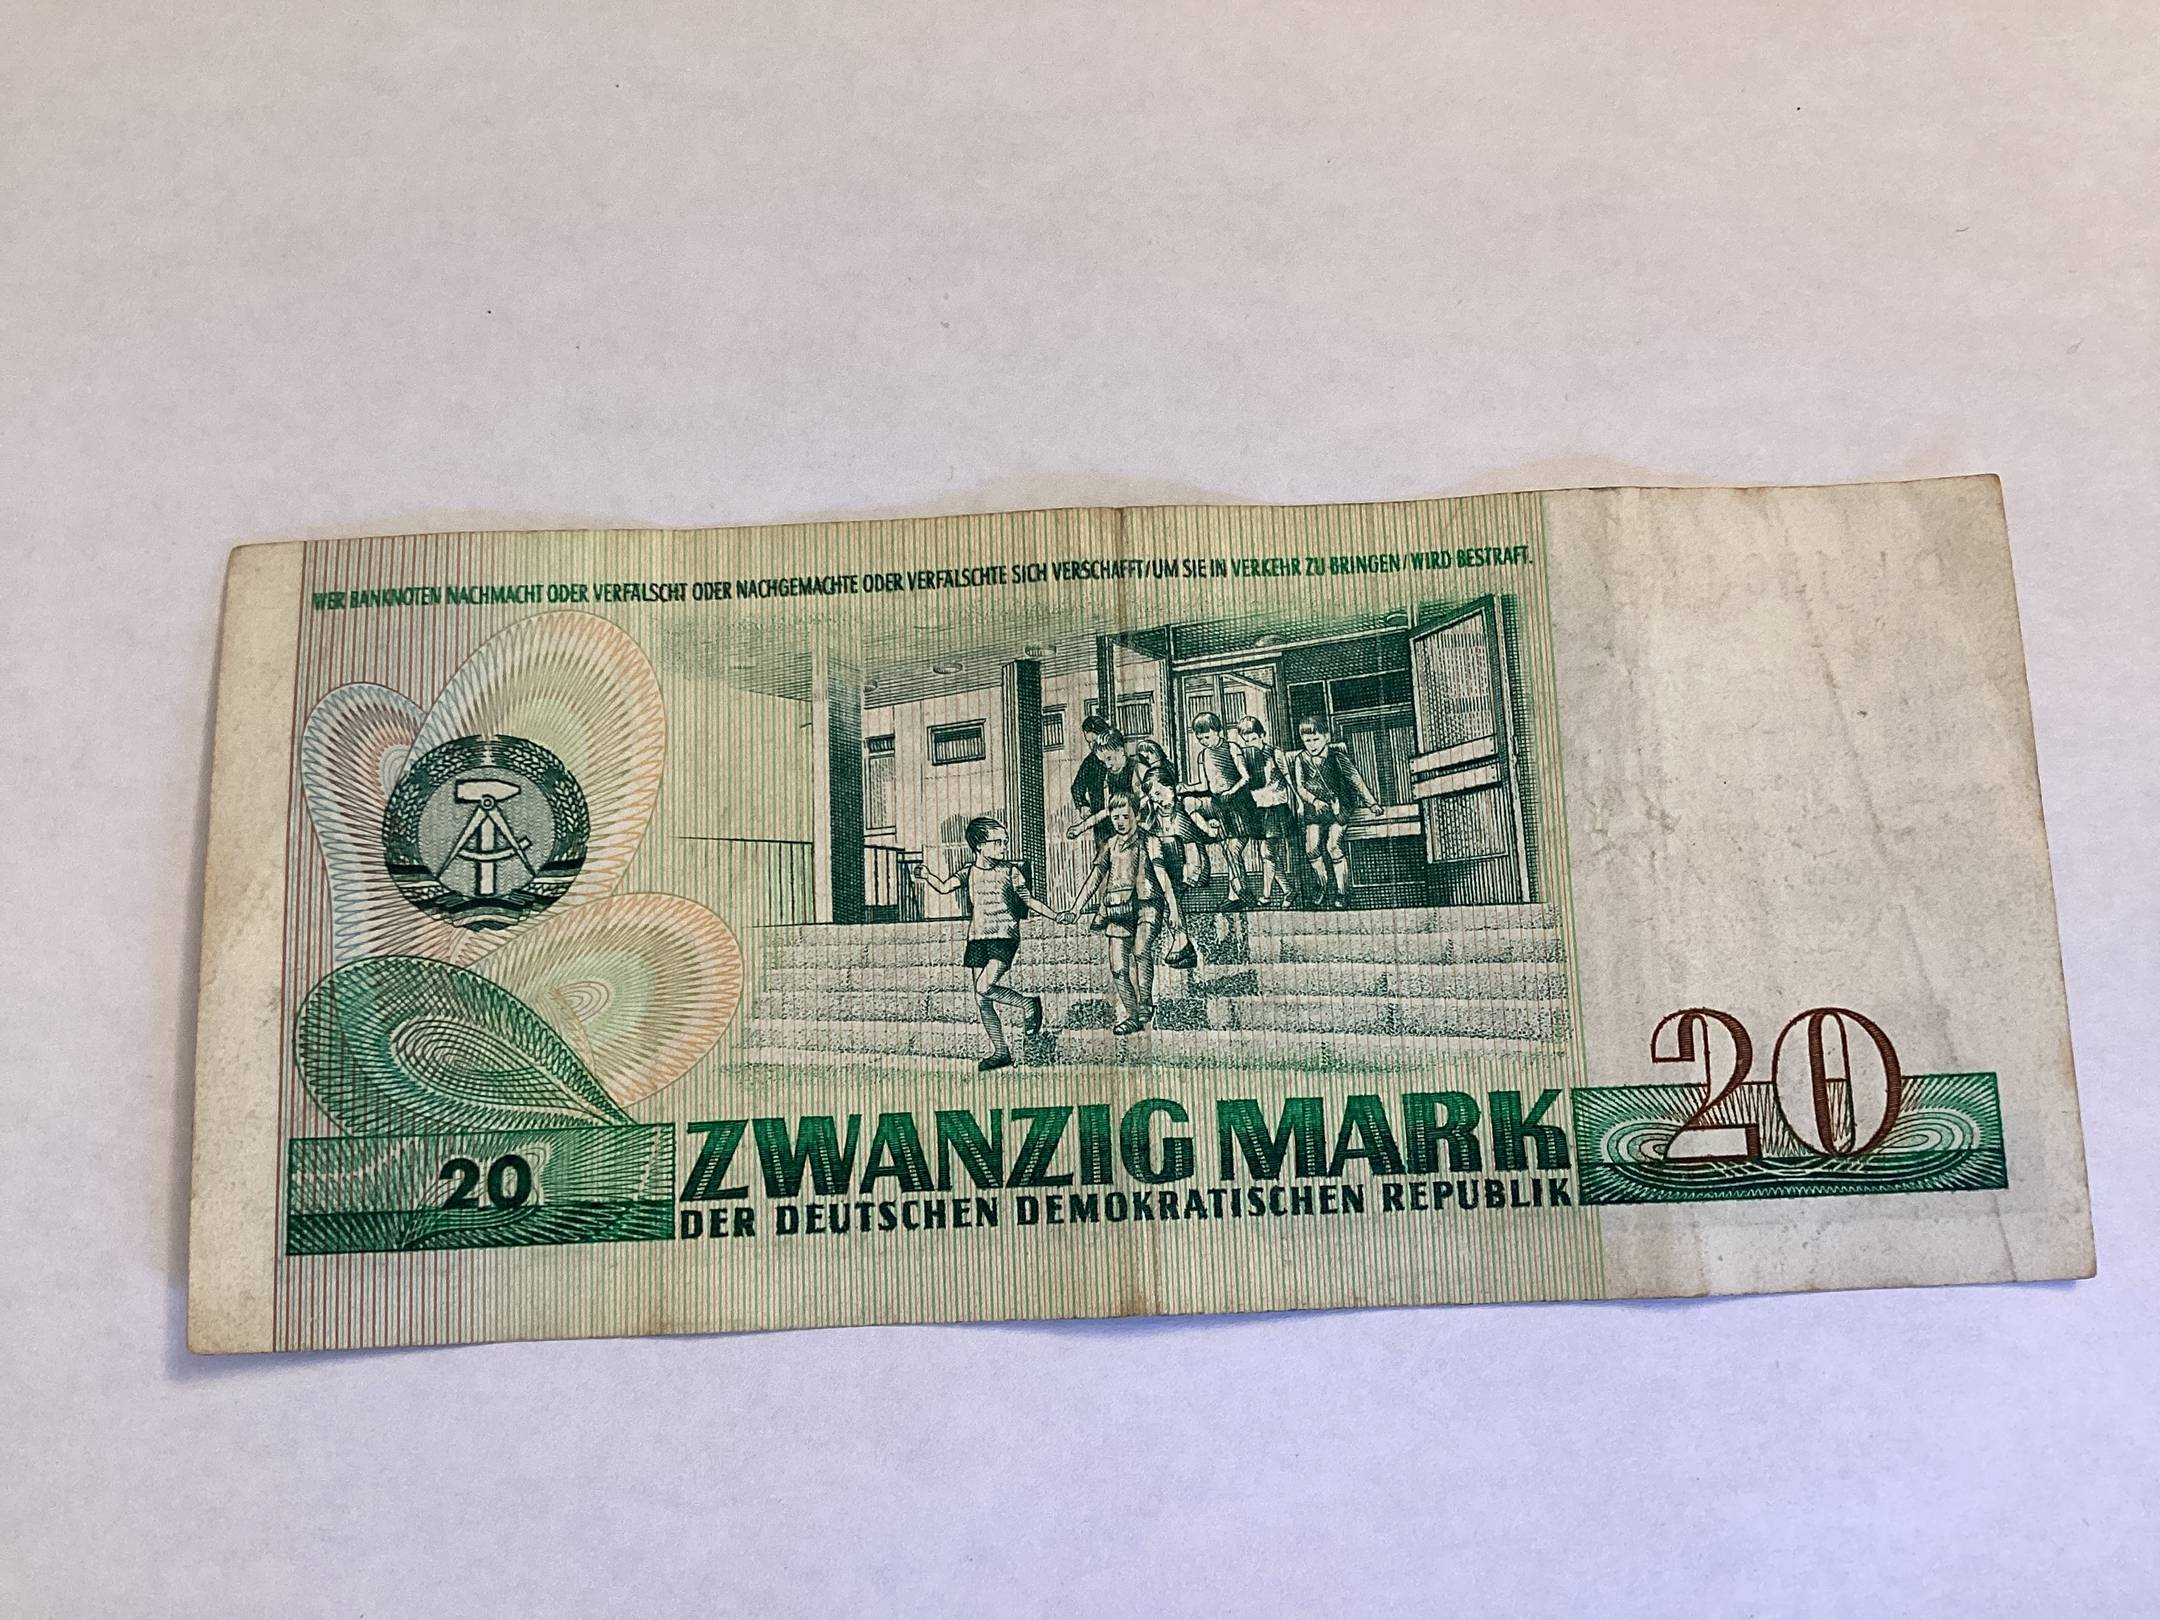 WER BANKNOTEN NACHMACHT ODER VERFÄLSCHT ODER NACHGEMACHTE ODER VERFÄLSCHTE SICH VERSCHAFFT/UM SIE IN VERKEHR ZU BRINGEN/WIRD BESTRAFT.
20
ZWANZIG MARK
DER DEUTSCHEN DEMOKRATISCHEN REPUBLIK
20